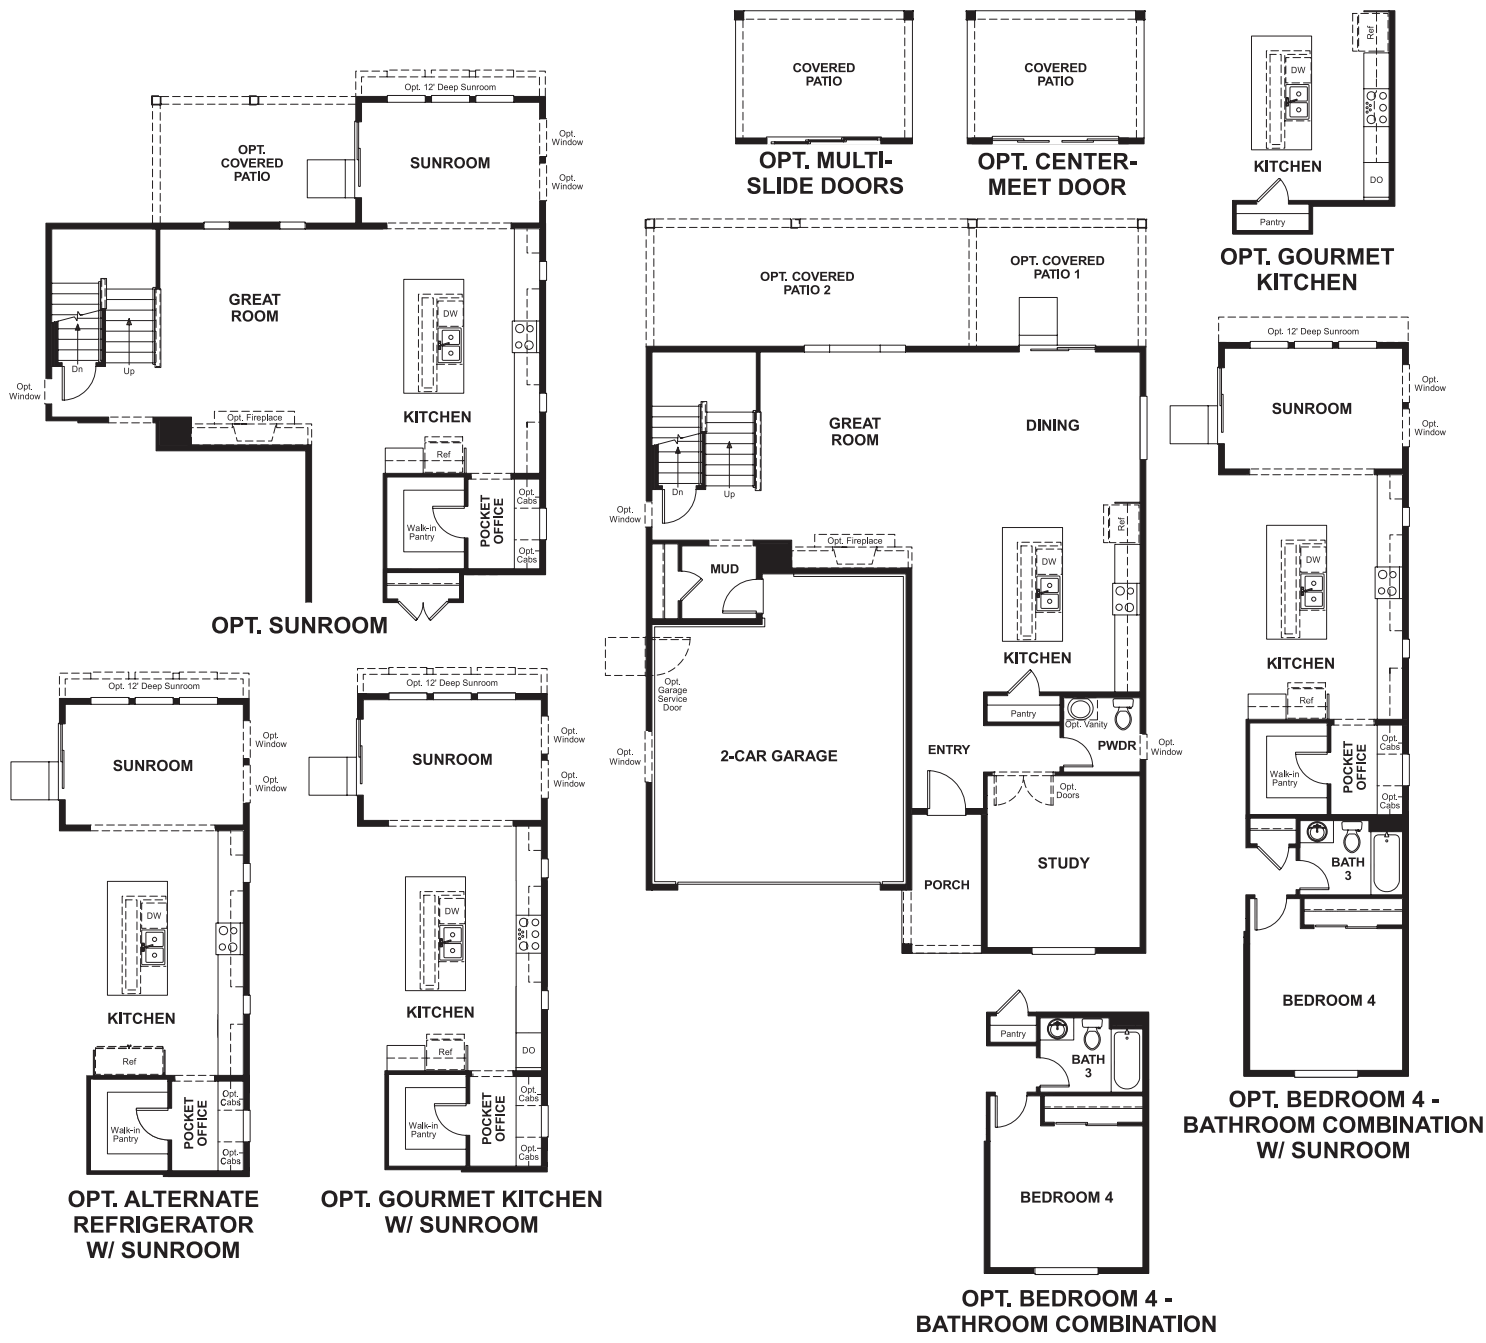 Opt. 12' Deep Sunroom
OPT.
COVERED
PATIO
SUNROOM
Opt.
Window
Opt.
Window
GREAT
ROOM
DW
Dn
Up
Opt.
Window
Opt. Fireplace
KITCHEN
Ref
Walk-in
Pantry
POCKET
OFFICE
Opt.
Cabs
Opt.
Cabs
OPT. SUNROOM
COVERED
PATIO
OPT. MULTI-
SLIDE DOORS
COVERED
PATIO
OPT. CENTER-
MEET DOOR
Ref
DW
KITCHEN
DO
Pantry
OPT. GOURMET
KITCHEN
OPT. COVERED
PATIO 2
OPT. COVERED
PATIO 1
GREAT
ROOM
DINING
Dn
Up
Opt.
Window
Opt. Fireplace
MUD
Ref
DW
KITCHEN
Opt.
Garage
Service
Door
Pantry
Opt. Vanity
PWDR
Opt.
Window
Opt.
Window
2-CAR GARAGE
ENTRY
Opt.
Doors
STUDY
PORCH
Opt. 12' Deep Sunroom
SUNROOM
Opt.
Window
Opt.
Window
DW
KITCHEN
Ref
Walk-in
Pantry
POCKET
OFFICE
Opt.
Cabs
Opt.
Cabs
BATH
3
BEDROOM 4
OPT. BEDROOM 4 -
BATHROOM COMBINATION
W/ SUNROOM
Opt. 12' Deep Sunroom
SUNROOM
Opt.
Window
Opt.
Window
DW
KITCHEN
Ref
Walk-in
Pantry
POCKET
OFFICE
Opt.
Cabs
Opt.
Cabs
OPT. ALTERNATE
REFRIGERATOR
W/ SUNROOM
Opt. 12' Deep Sunroom
SUNROOM
Opt.
Window
Opt.
Window
DW
KITCHEN
Ref
DO
Walk-in
Pantry
POCKET
OFFICE
Opt.
Cabs
Opt.
Cabs
OPT. GOURMET KITCHEN
W/ SUNROOM
Pantry
BATH
3
BEDROOM 4
OPT. BEDROOM 4 -
BATHROOM COMBINATION